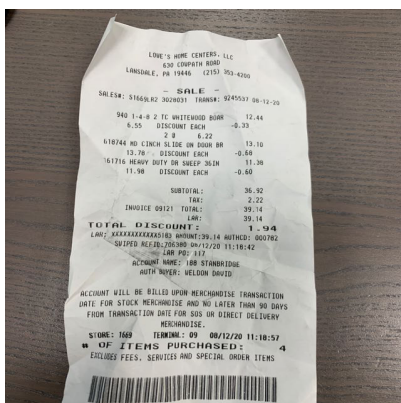 LOWE'S HOME CENTERS, LLC
630 COWPATH ROAD
LANSDALE, PA 19446 (215) 353-4200
- SALE -
SALES#: S1669LR2 3028031 TRANS#: 9245537 08-12-20
940 1-4-8 2 TC WHITEWOOD BOAR 12.44
6.55 DISCOUNT EACH -0.33
2 @ 6.22
618744 MD CINCH SLIDE UN DOOR BR 13.10
13.78 DISCOUNT EACH -0.68
161716 HEAVY DUTY DR SWEEP 36IN 11.38
11.98 DISCOUNT EACH -0.60
SUBTOTAL: 36.92
TAX: 2.22
INVOICE 09121 TOTAL: 39.14
LAR: 39.14
TOTAL DISCOUNT: 1.94
LAR: XXXXXXXXXXXX5183 AMOUNT:39.14 AUTHCD: 000782
SWIPED REFID:706380 08/12/20 11:10:42
LAR PO: 117
ACCOUNT NAME: 188 STANBRIDGE
AUTH BUYER: WELDON DAVID
ACCOUNT WILL BE BILLED UPON MERCHANDISE TRANSACTION
DATE FOR STOCK MERCHANDISE AND NO LATER THAN 90 DAYS
FROM TRANSACTION DATE FOR SOS OR DIRECT DELIVERY
MERCHANDISE.
STORE: 1669 TERMINAL: 09 08/12/20 11:10:57
# OF ITEMS PURCHASED: 4
EXCLUDES FEES, SERVICES AND SPECIAL ORDER ITEMS